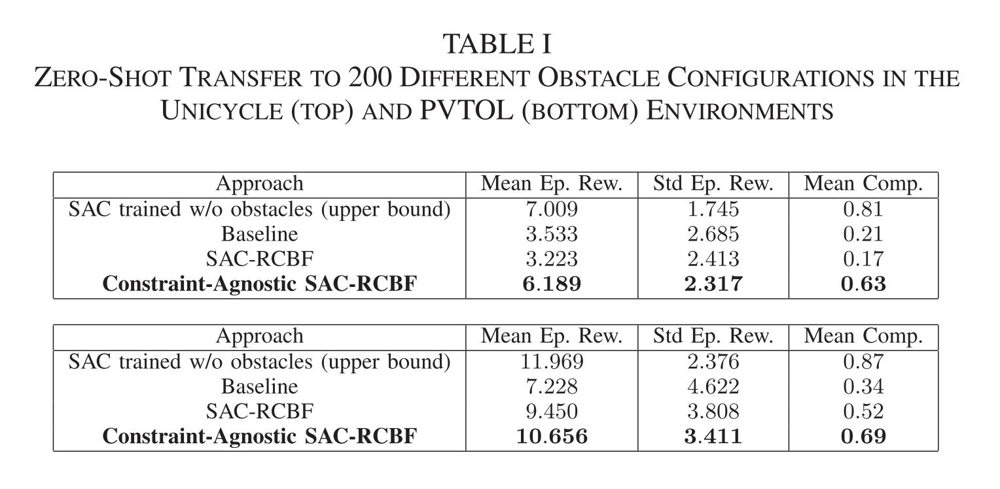 TABLE I
ZERO-SHOT TRANSFER TO 200 DIFFERENT OBSTACLE CONFIGURATIONS IN THE
UNICYCLE (TOP) AND PVTOL (BOTTOM) ENVIRONMENTS
Approach Mean Ep. Rew. Std Ep. Rew. Mean Comp.
SAC trained w/o obstacles (upper bound) 7.009 1.745 0.81
Baseline 3.533 2.685 0.21
SAC-RCBF 3.223 2.413 0.17
Constraint-Agnostic SAC-RCBF 6.189 2.317 0.63
Approach Mean Ep. Rew. Std Ep. Rew. Mean Comp.
SAC trained w/o obstacles (upper bound) 11.969 2.376 0.87
Baseline 7.228 4.622 0.34
SAC-RCBF 9.450 3.808 0.52
Constraint-Agnostic SAC-RCBF 10.656 3.411 0.69